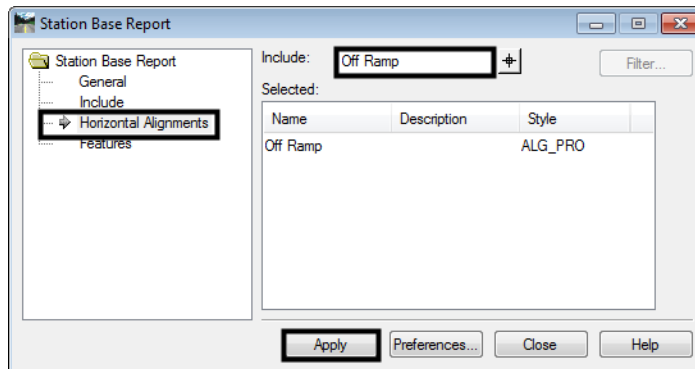 Station Base Report
Station Base Report
General
Include
Horizontal Alignments
Features
Include:
Off Ramp
Filter...
Selected:
Name Description Style
Off Ramp ALG_PRO
Apply Preferences... Close Help